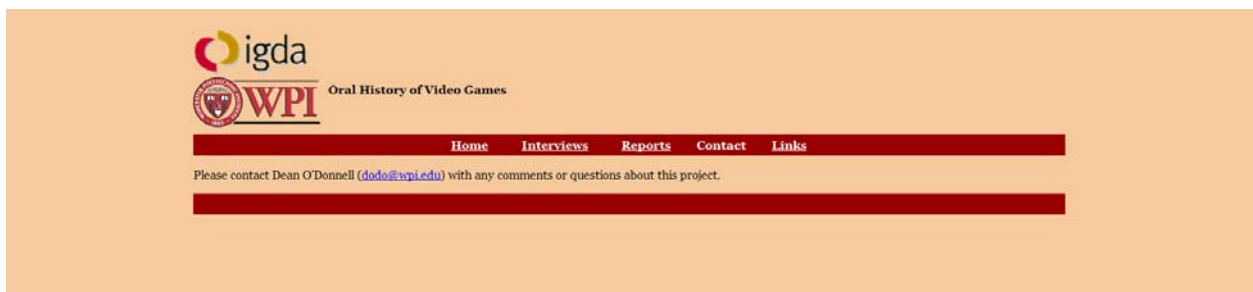 igda
WPI
Oral History of Video Games
Home Interviews Reports Contact Links
Please contact Dean O'Donnell (dodo@wpi.edu) with any comments or questions about this project.